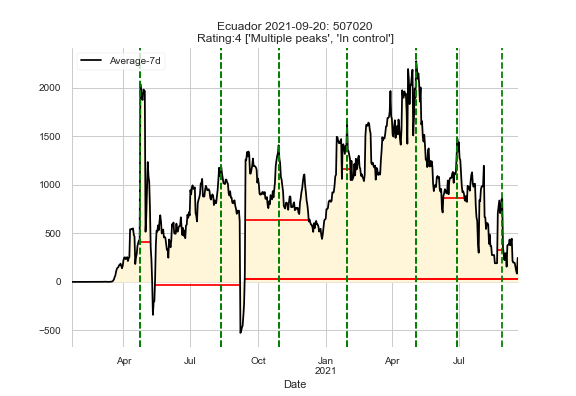 Ecuador 2021-09-20: 507020
Rating:4 ['Multiple peaks', 'In control']
Average-7d
2000
1500
1000
500
0
−500
Apr
Jul
Oct
Jan
2021
Apr
Jul
Date